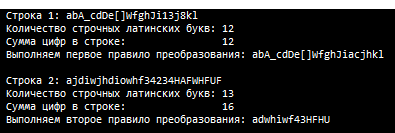 Строка 1: abA_cdDe[]WfghJi13j8kl
Количество строчных латинских букв: 12
Сумма цифр в строке: 12
Выполняем первое правило преобразования: abA_cdDe[]WfghJiacjhkl
Строка 2: ajdiwjhdiowhf34234HAFWHFUF
Количество строчных латинских букв: 13
Сумма цифр в строке: 16
Выполняем второе правило преобразования: adwhiwf43HFHU